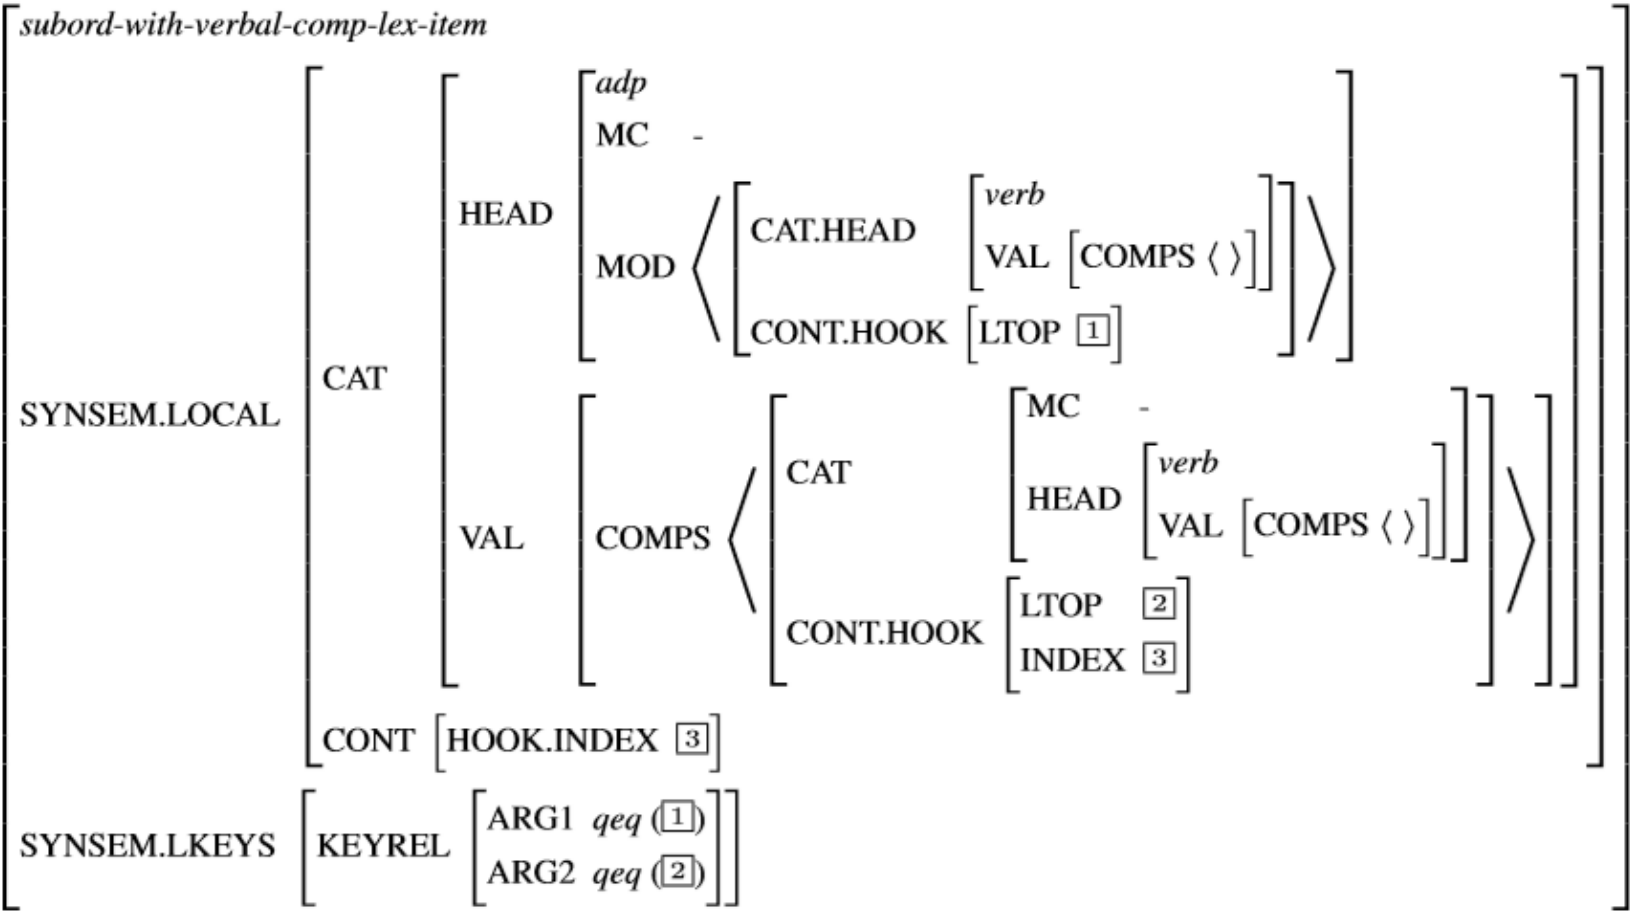 subord-with-verbal-comp-lex-item
adp
MC -
verb
CAT.HEAD
HEAD
VAL [COMPS ⟨ ⟩]
MOD
CONT.HOOK [LTOP 1]
CAT
MC -
SYNSEM.LOCAL
verb
CAT
HEAD
VAL [COMPS ⟨ ⟩]
VAL
COMPS
LTOP 2
CONT.HOOK
INDEX 3
CONT [HOOK.INDEX 3]
ARG1 qeq (1)
SYNSEM.LKEYS [KEYREL
ARG2 qeq (2)